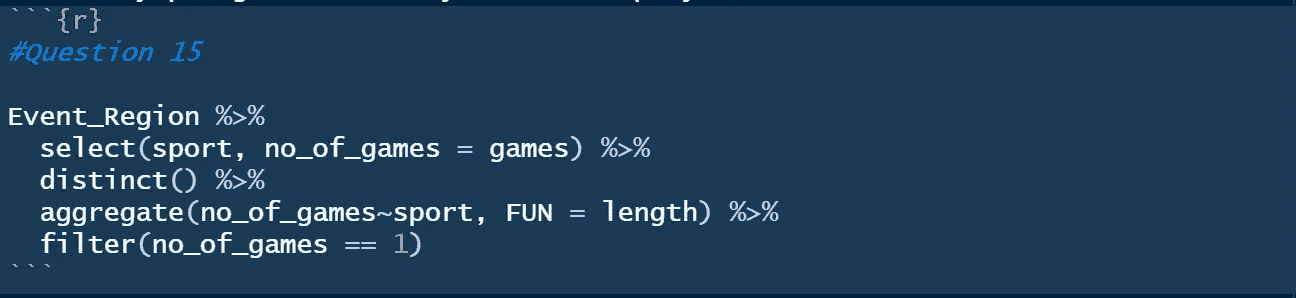 ```{r}
#Question 15
Event_Region %>%
  select(sport, no_of_games = games) %>%
  distinct() %>%
  aggregate(no_of_games~sport, FUN = length) %>%
  filter(no_of_games == 1)
```